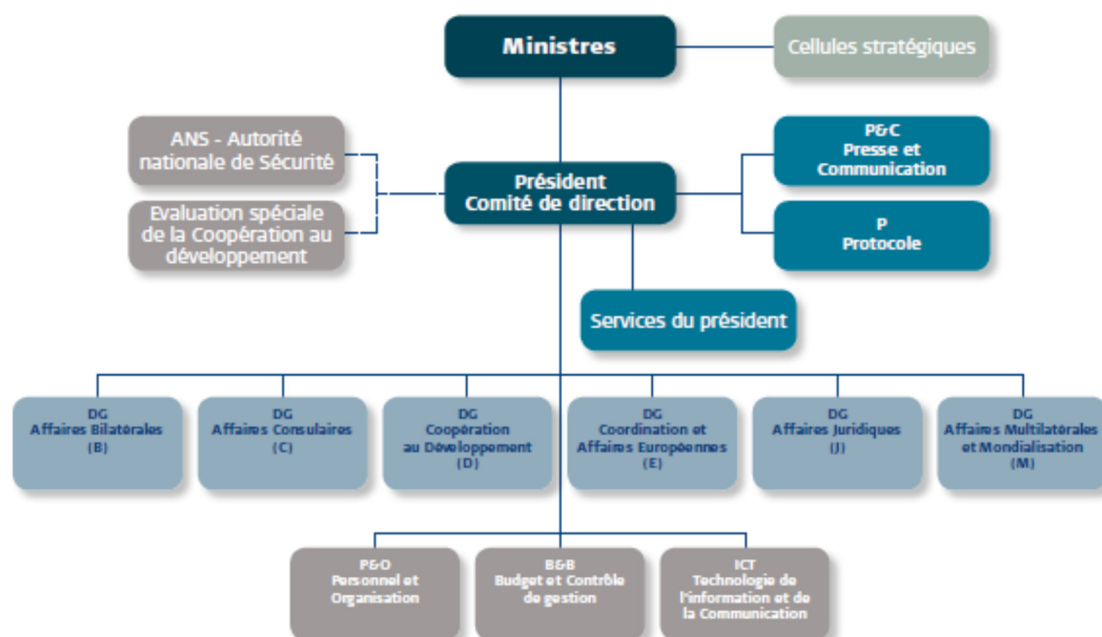 Ministres
Cellules stratégiques
ANS - Autorité
nationale de Sécurité
P&C
Presse et
Communication
Président
Comité de direction
Evaluation spéciale
de la Coopération au
développement
P
Protocole
Services du président
DG
Affaires Bilatérales
(B)
DG
Affaires Consulaires
(C)
DG
Coopération
au Développement
(D)
DG
Coordination et
Affaires Européennes
(E)
DG
Affaires Juridiques
(J)
DG
Affaires Multilatérales
et Mondialisation
(M)
P&O
Personnel et
Organisation
B&B
Budget et Contrôle
de gestion
ICT
Technologie de
l'information et de
la Communication